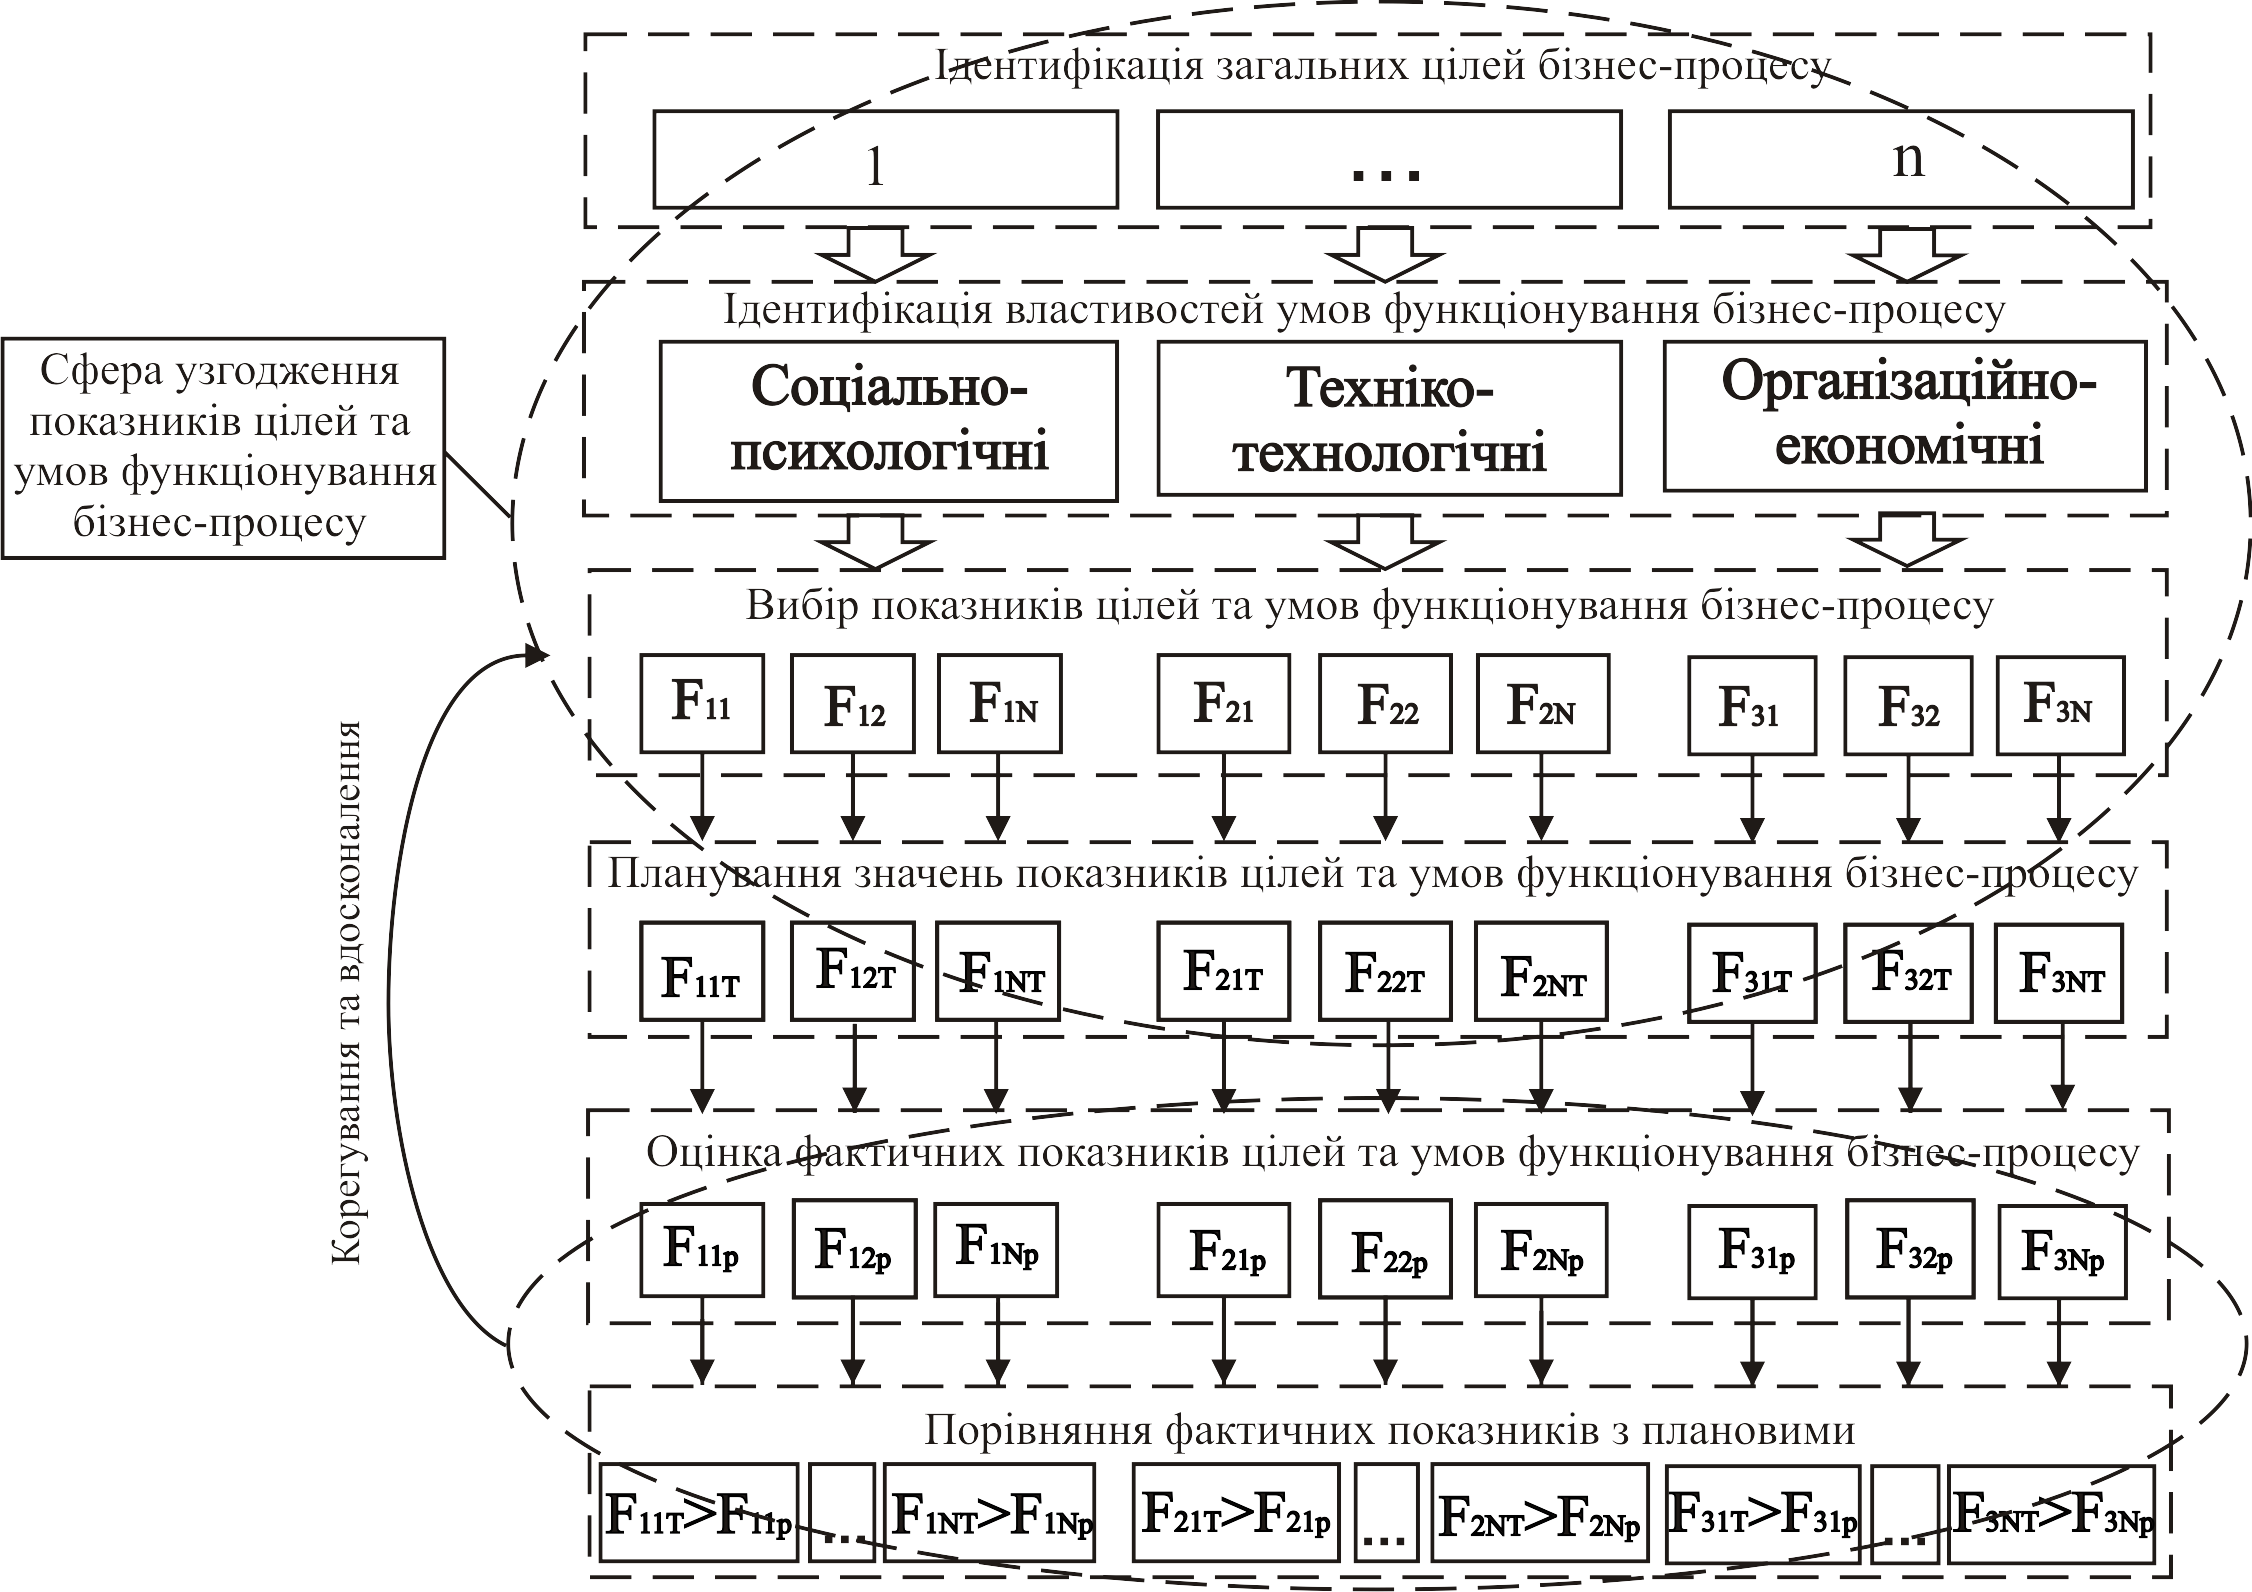 Ідентифікація загальних цілей бізнес-процесу
1
...
n
Ідентифікація властивостей умов функціонування бізнес-процесу
Соціально-
психологічні
Техніко-
технологічні
Організаційно-
економічні
Сфера узгодження
показників цілей та
умов функціонування
бізнес-процесу
Вибір показників цілей та умов функціонування бізнес-процесу
F11
F12
F1N
F21
F22
F2N
F31
F32
F3N
Корегування та вдосконалення
Планування значень показників цілей та умов функціонування бізнес-процесу
F11T
F12T
F1NT
F21T
F22T
F2NT
F31T
F32T
F3NT
Оцінка фактичних показників цілей та умов функціонування бізнес-процесу
F11p
F12p
F1Np
F21p
F22p
F2Np
F31p
F32p
F3Np
Порівняння фактичних показників з плановими
F11T>F11p
...
F1NT>F1Np
F21T>F21p
...
F2NT>F2Np
F31T>F31p
...
F3NT>F3Np